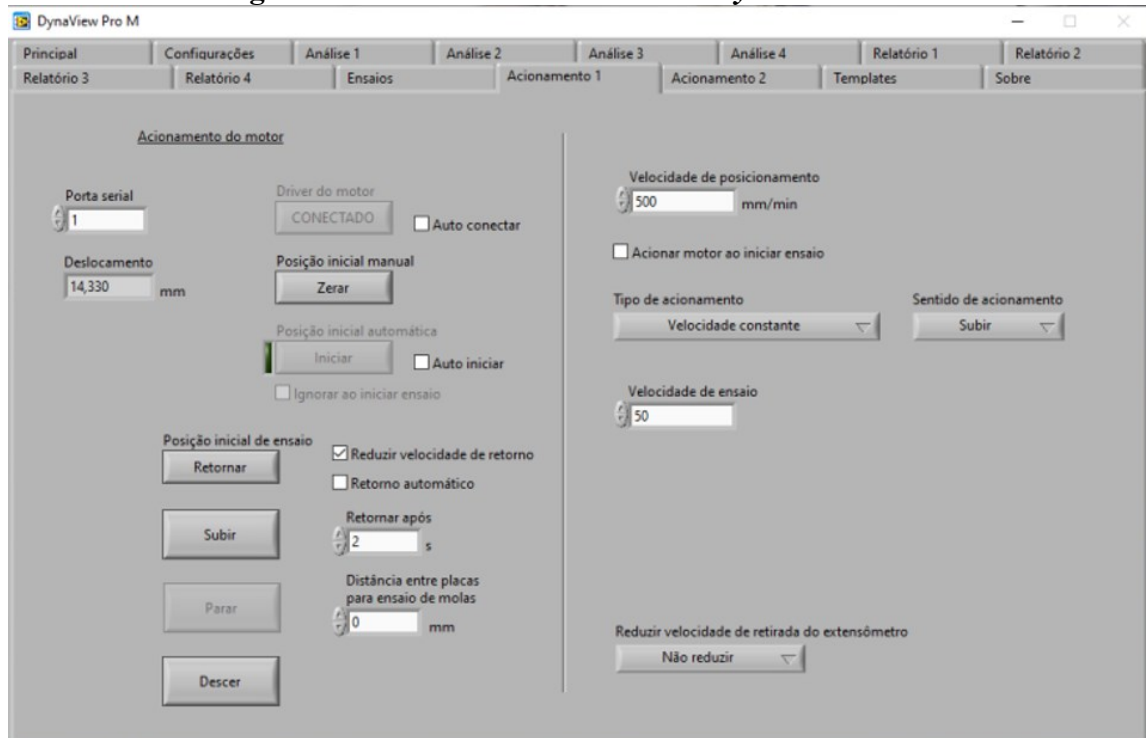 DynaView Pro M
Principal
Configurações
Análise 1
Análise 2
Análise 3
Análise 4
Relatório 1
Relatório 2
Relatório 3
Relatório 4
Ensaios
Acionamento 1
Acionamento 2
Templates
Sobre
Acionamento do motor
Porta serial
1
Driver do motor
CONECTADO
Auto conectar
Deslocamento
14,330 mm
Posição inicial manual
Zerar
Posição inicial automática
Iniciar
Auto iniciar
Ignorar ao iniciar ensaio
Posição inicial de ensaio
Retornar
Reduzir velocidade de retorno
Retorno automático
Subir
Retornar após
2 s
Parar
Distância entre placas
para ensaio de molas
0 mm
Descer
Velocidade de posicionamento
500 mm/min
Acionar motor ao iniciar ensaio
Tipo de acionamento
Velocidade constante
Sentido de acionamento
Subir
Velocidade de ensaio
50
Reduzir velocidade de retirada do extensômetro
Não reduzir